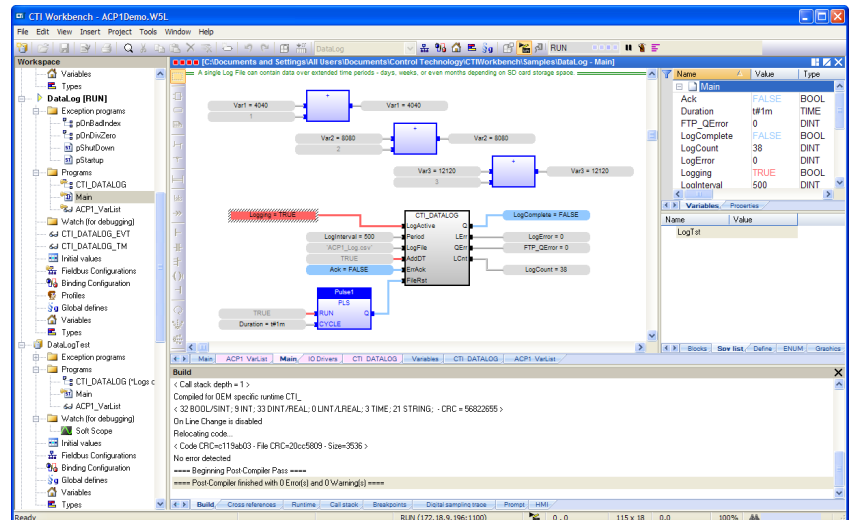 CTI Workbench - ACP1Demo.W5L
File Edit View Insert Project Tools Window Help
DataLog
RUN
Workspace
Variables
Types
DataLog [RUN]
Exception programs
pOnBadIndex
pOnDivZero
pShutDown
pStartup
Programs
CTI_DATALOG
Main
ACP1_VarList
Watch (for debugging)
CTI_DATALOG_EVT
CTI_DATALOG_TM
Initial values
Fieldbus Configurations
Binding Configuration
Profiles
Global defines
Variables
Types
DataLogTest
Exception programs
Programs
CTI_DATALOG (*Logs c
Main
ACP1_VarList
Watch (for debugging)
Soft Scope
Initial values
Fieldbus Configurations
Binding Configuration
Global defines
Variables
Types
[C:\Documents and Settings\All Users\Documents\Control Technology\CTIWorkbench\Samples\DataLog - Main]
A single Log File can contain data over extended time periods - days, weeks, or even months depending on SD card storage space.
Var1 = 4040
1
+
Var1 = 4040
Var2 = 8080
2
+
Var2 = 8080
Var3 = 12120
3
+
Var3 = 12120
Logging = TRUE
LogInterval = 500
'ACP1_Log.csv'
TRUE
Ack = FALSE
CTI_DATALOG
LogActive Q
Period LErr
LogFile QErr
AddDT LCnt
ErrAck
FileRst
LogComplete = FALSE
LogError = 0
FTP_QError = 0
LogCount = 38
Pulse1
PLS
RUN Q
CYCLE
TRUE
Duration = t#1m
Main ACP1 VarList Main IO Drivers CTI DATALOG Variables CTI DATALOG ACP1 VarList
Name Value Type
Main
Ack FALSE BOOL
Duration t#1m TIME
FTP_QError 0 DINT
LogComplete FALSE BOOL
LogCount 38 DINT
LogError 0 DINT
Logging TRUE BOOL
LogInterval 500 DINT
Variables Properties
Name Value
LogTst
Blocks Spy list Define ENUM Graphics
Build
< Call stack depth = 1 >
Compiled for OEM specific runtime CTI_
< 32 BOOL/SINT; 9 INT; 33 DINT/REAL; 0 LINT/LREAL; 3 TIME; 21 STRING; - CRC = 56822655 >
On Line Change is disabled
Relocating code...
< Code CRC=c119ab03 - File CRC=20cc5809 - Size=3536 >
No error detected
==== Beginning Post-Compiler Pass ====
==== Post-Compiler finished with 0 Error(s) and 0 Warning(s) ====
Build Cross references Runtime Call stack Breakpoints Digital sampling trace Prompt HMI
Ready
RUN (172.18.9.196:1100)
0 , 0
115 x 18
0,0
100%